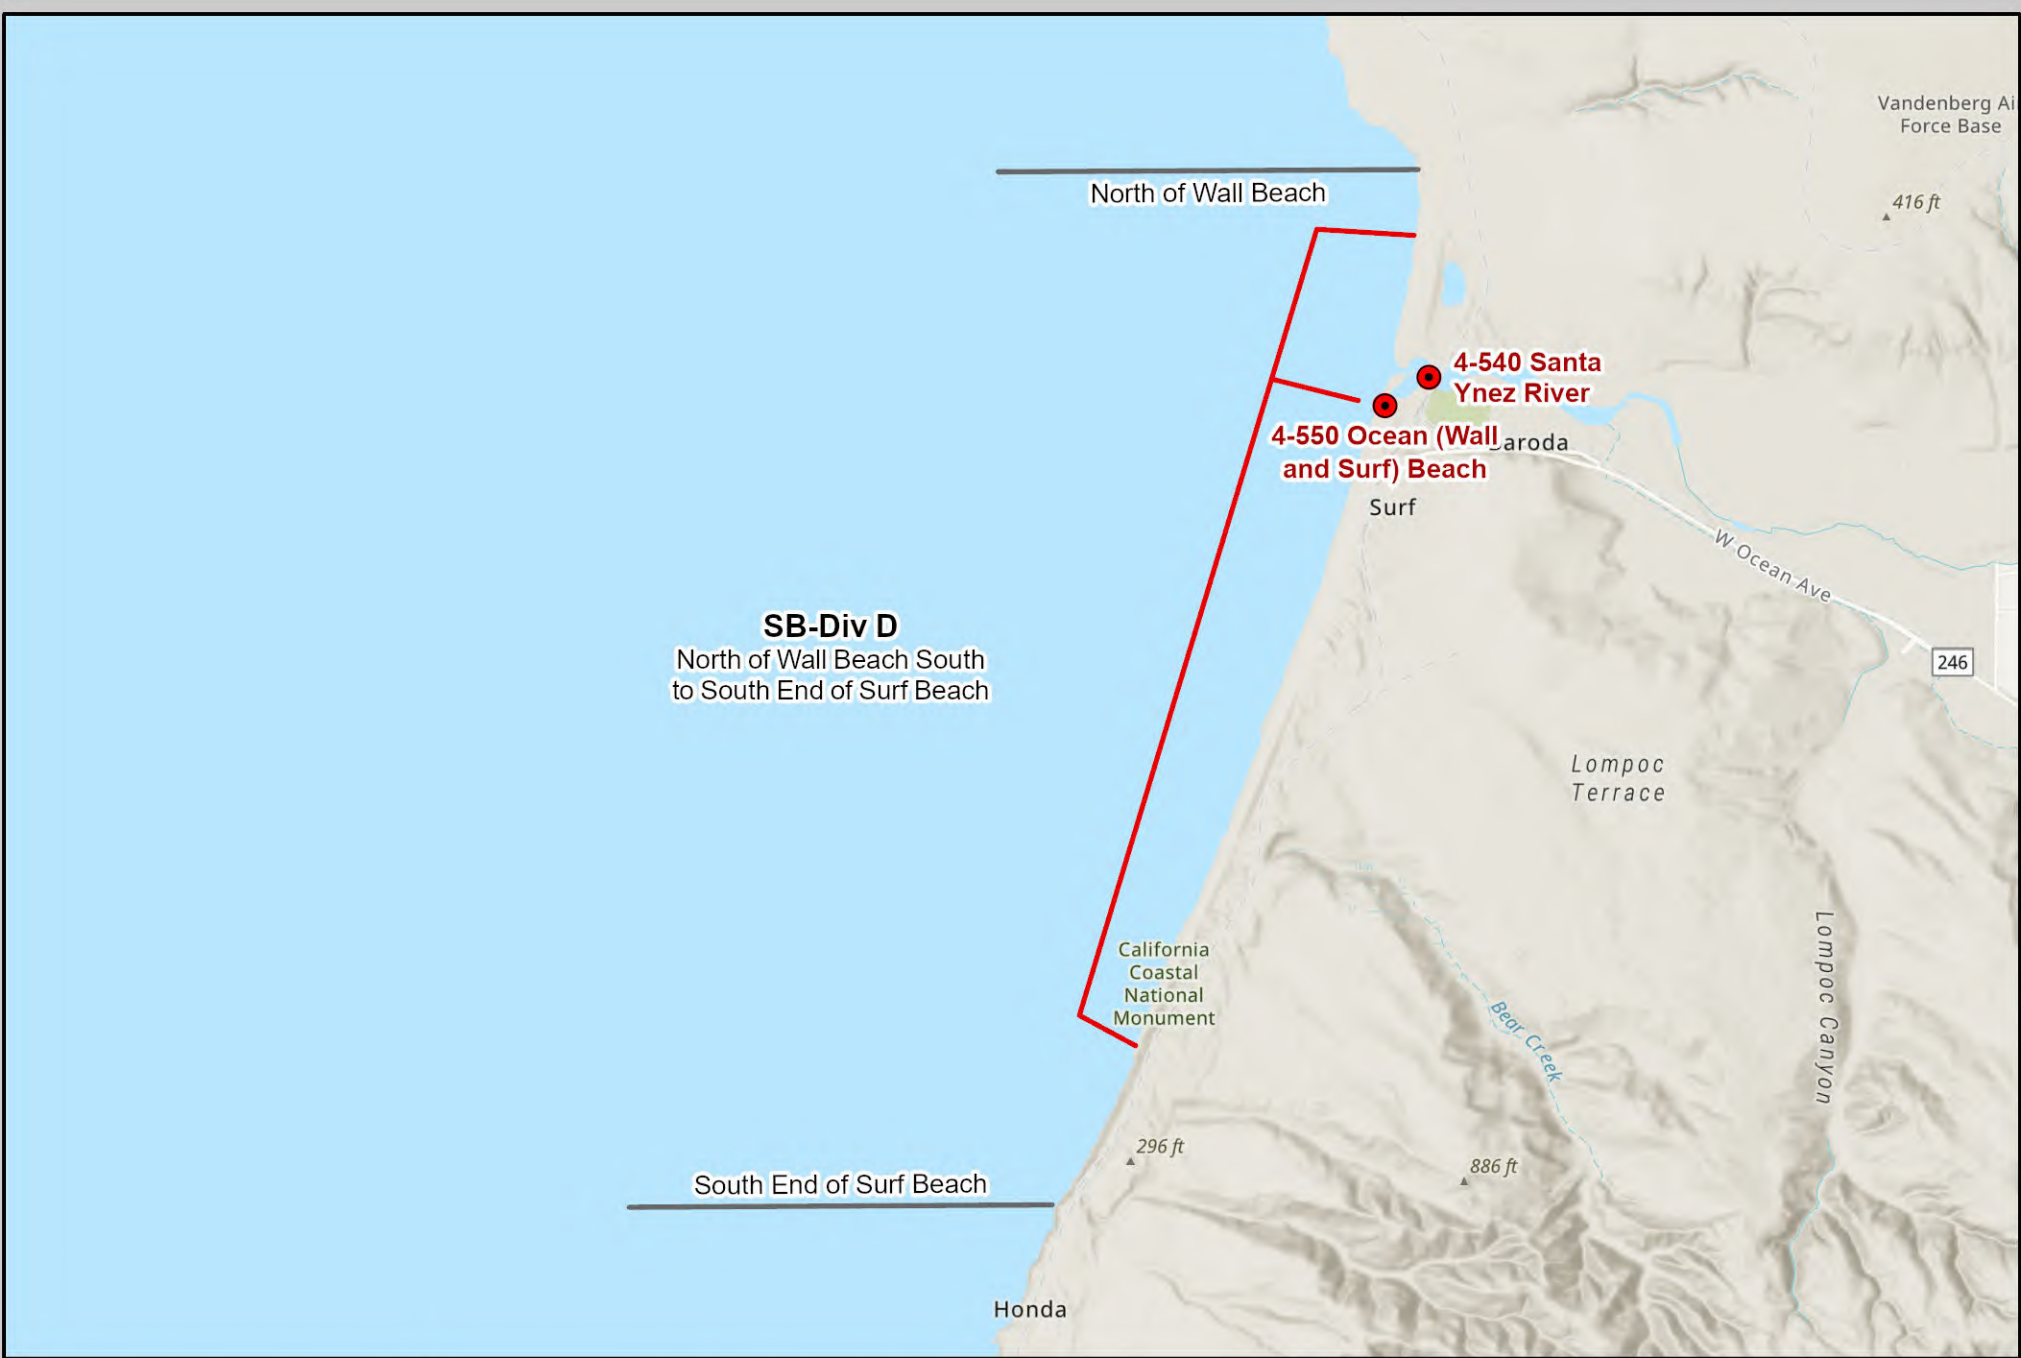 Vandenberg Ai
Force Base
North of Wall Beach
416 ft
4-540 Santa
Ynez River
4-550 Ocean (Wall
and Surf) Beach
aroda
Surf
W Ocean Ave
SB-Div D
North of Wall Beach South
to South End of Surf Beach
246
Lompoc
Terrace
California
Coastal
National
Monument
Bear Creek
Lompoc Canyon
296 ft
886 ft
South End of Surf Beach
Honda